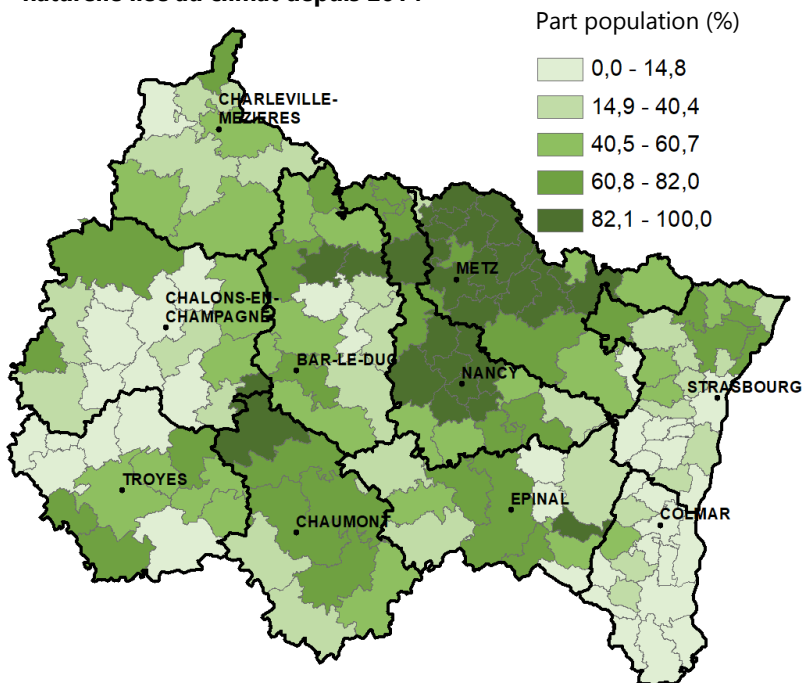 Part population (%)
0,0 - 14,8
14,9 - 40,4
40,5 - 60,7
60,8 - 82,0
82,1 - 100,0
CHARLEVILLE-
MEZIERES
METZ
CHALONS-EN-
CHAMPAGNE
BAR-LE-DUC
NANCY
STRASBOURG
TROYES
EPINAL
COLMAR
CHAUMONT